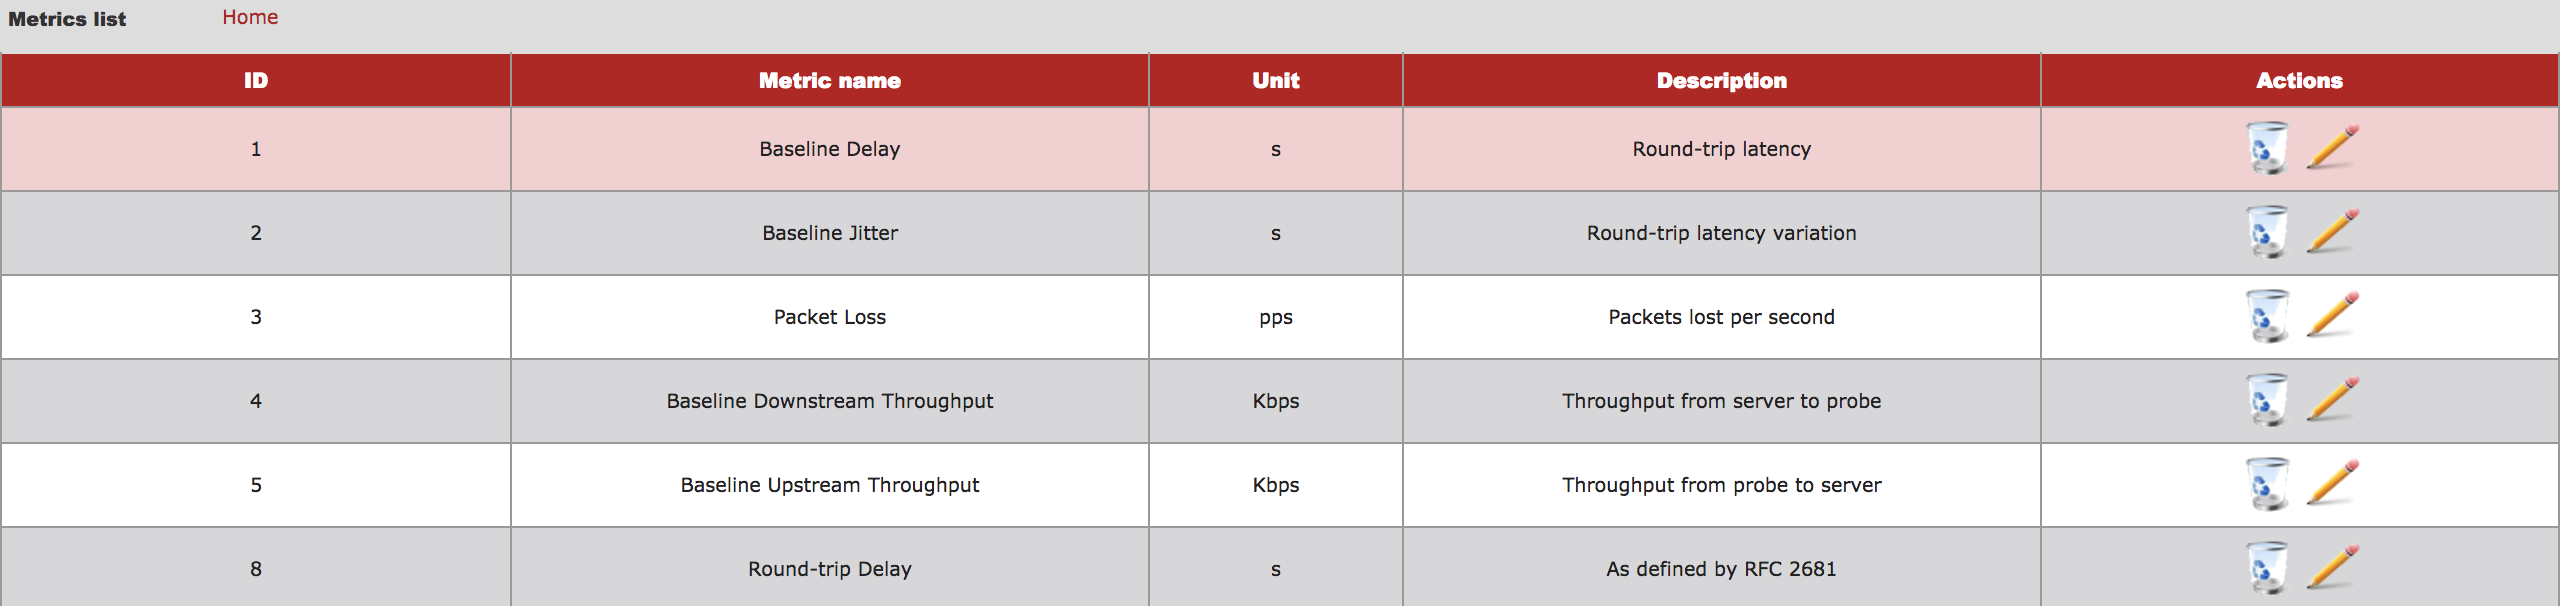 Metrics list Home
ID Metric name Unit Description Actions
1 Baseline Delay s Round-trip latency
2 Baseline Jitter s Round-trip latency variation
3 Packet Loss pps Packets lost per second
4 Baseline Downstream Throughput Kbps Throughput from server to probe
5 Baseline Upstream Throughput Kbps Throughput from probe to server
8 Round-trip Delay s As defined by RFC 2681